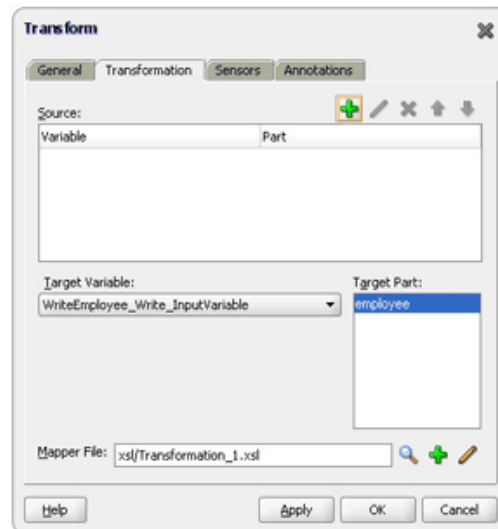 Transform
General Transformation Sensors Annotations
Source:
Variable Part
Target Variable: Target Part:
WriteEmployee_Write_InputVariable employee
Mapper File: xsl/Transformation_1.xsl
Help Apply OK Cancel